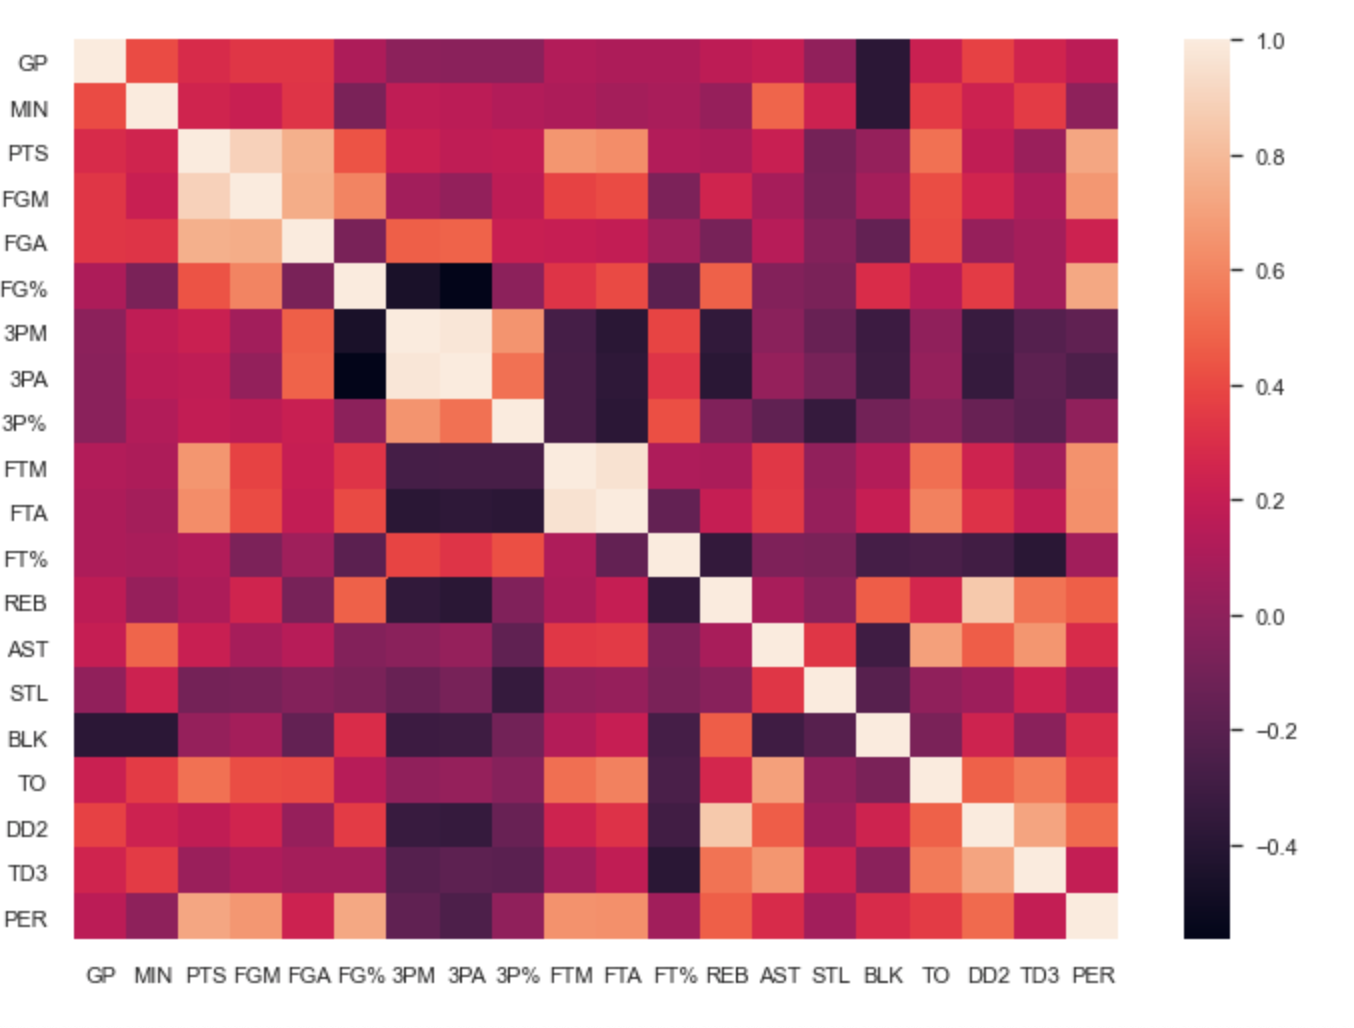 GP
MIN
PTS
FGM
FGA
FG%
3PM
3PA
3P%
FTM
FTA
FT%
REB
AST
STL
BLK
TO
DD2
TD3
PER
GP MIN PTS FGM FGA FG% 3PM 3PA 3P% FTM FTA FT% REB AST STL BLK TO DD2 TD3 PER
1.0
0.8
0.6
0.4
0.2
0.0
−0.2
−0.4